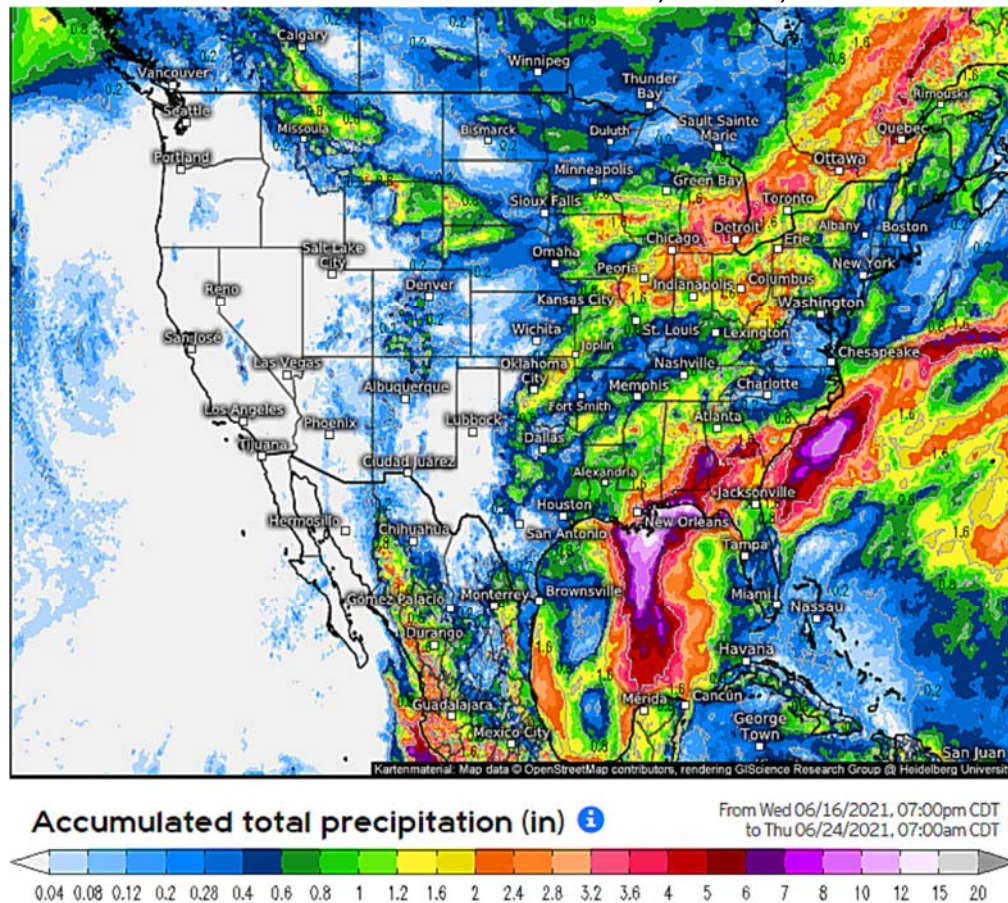 Calgary
Winnipeg
Vancouver
Thunder
Bay
Seattle
Rimouski
Missoula
Bismarck
Duluth
Sault Sainte
Marie
Quebec
Portland
Ottawa
Minneapolis
Green Bay
Sioux Falls
Toronto
Salt Lake
City
Omaha
Chicago
Detroit
Erie
Albany
Boston
Reno
Denver
Peoria
Indianapolis
Columbus
New York
Kansas City
Washington
San José
Wichita
St. Louis
Lexington
Las Vegas
Joplin
Chesapeake
Oklahoma
City
Nashville
Albuquerque
Memphis
Charlotte
Los Angeles
Phoenix
Lubbock
Fort Smith
Atlanta
Tijuana
Dallas
Ciudad Juárez
Alexandria
Jacksonville
Hermosillo
Chihuahua
Houston
San Antonio
New Orleans
Tampa
Gómez Palacio
Monterrey
Brownsville
Miami
Nassau
Durango
Havana
Guadalajara
Mérida
Cancún
Mexico City
George
Town
San Juan
Kartenmaterial: Map data © OpenStreetMap contributors, rendering GIScience Research Group @ Heidelberg Universit
Accumulated total precipitation (in)
From Wed 06/16/2021, 07:00pm CDT
to Thu 06/24/2021, 07:00am CDT
0.04 0.08 0.12 0.2 0.28 0.4 0.6 0.8 1 1.2 1.6 2 2.4 2.8 3.2 3.6 4 5 6 7 8 10 12 15 20